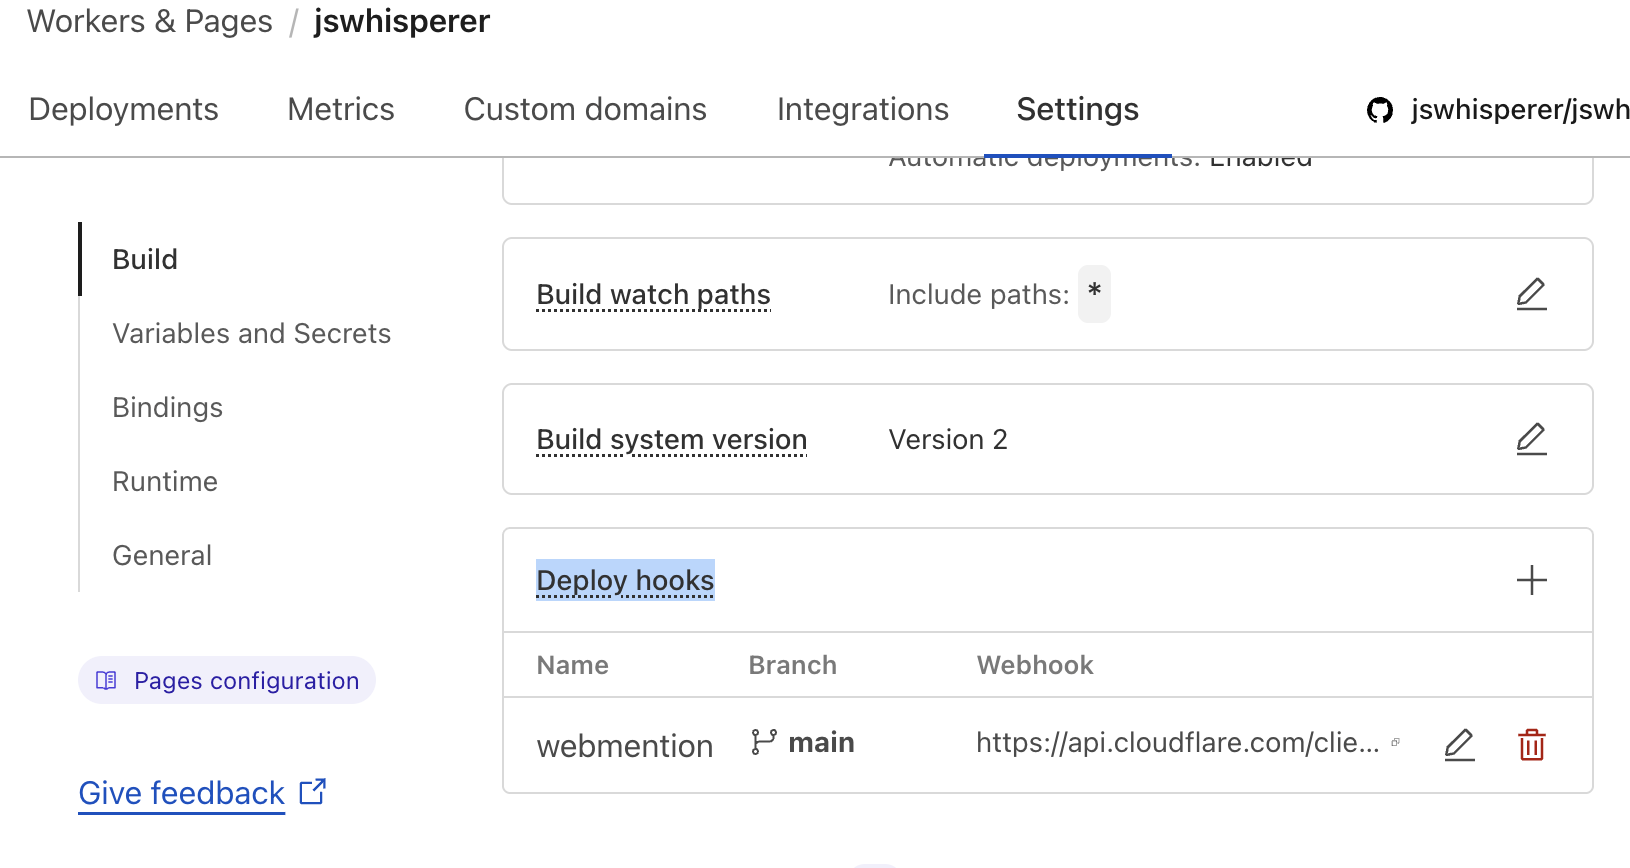 Workers & Pages / jswhisperer
Deployments Metrics Custom domains Integrations Settings jswhisperer/jswh
Automatic deployments: Enabled
Build
Variables and Secrets
Bindings
Runtime
General
Pages configuration
Give feedback
Build watch paths Include paths: *
Build system version Version 2
Deploy hooks
Name Branch Webhook
webmention main https://api.cloudflare.com/clie...